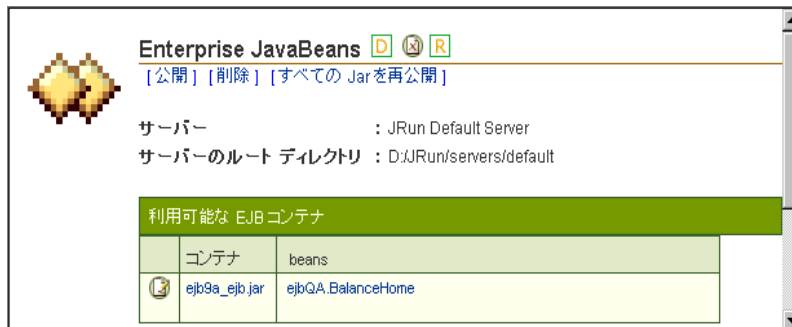 Enterprise JavaBeans D R
[公開] [削除] [すべての Jarを再公開]
サーバー : JRun Default Server
サーバーのルート ディレクトリ : D:/JRun/servers/default
利用可能な EJBコンテナ
コンテナ beans
ejb9a_ejb.jar ejbQA.BalanceHome